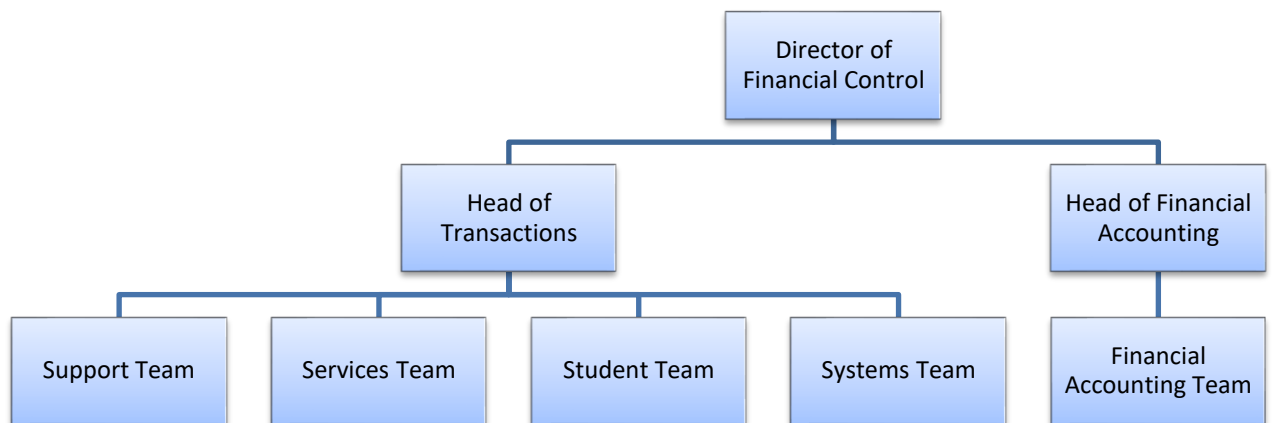 Director of
Financial Control
Head of
Transactions
Head of Financial
Accounting
Support Team
Services Team
Student Team
Systems Team
Financial
Accounting Team